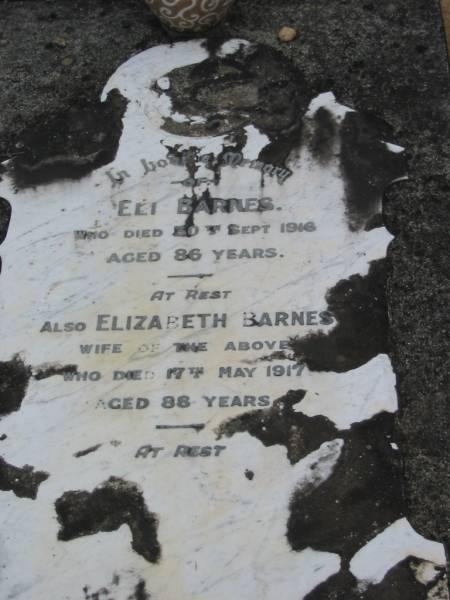 In Loving Memory
OF
ELI BARNES.
WHO DIED 30TH SEPT 1916
AGED 86 YEARS.
AT REST
ALSO ELIZABETH BARNES
WIFE OF THE ABOVE
WHO DIED 17TH MAY 1917
AGED 88 YEARS
AT REST